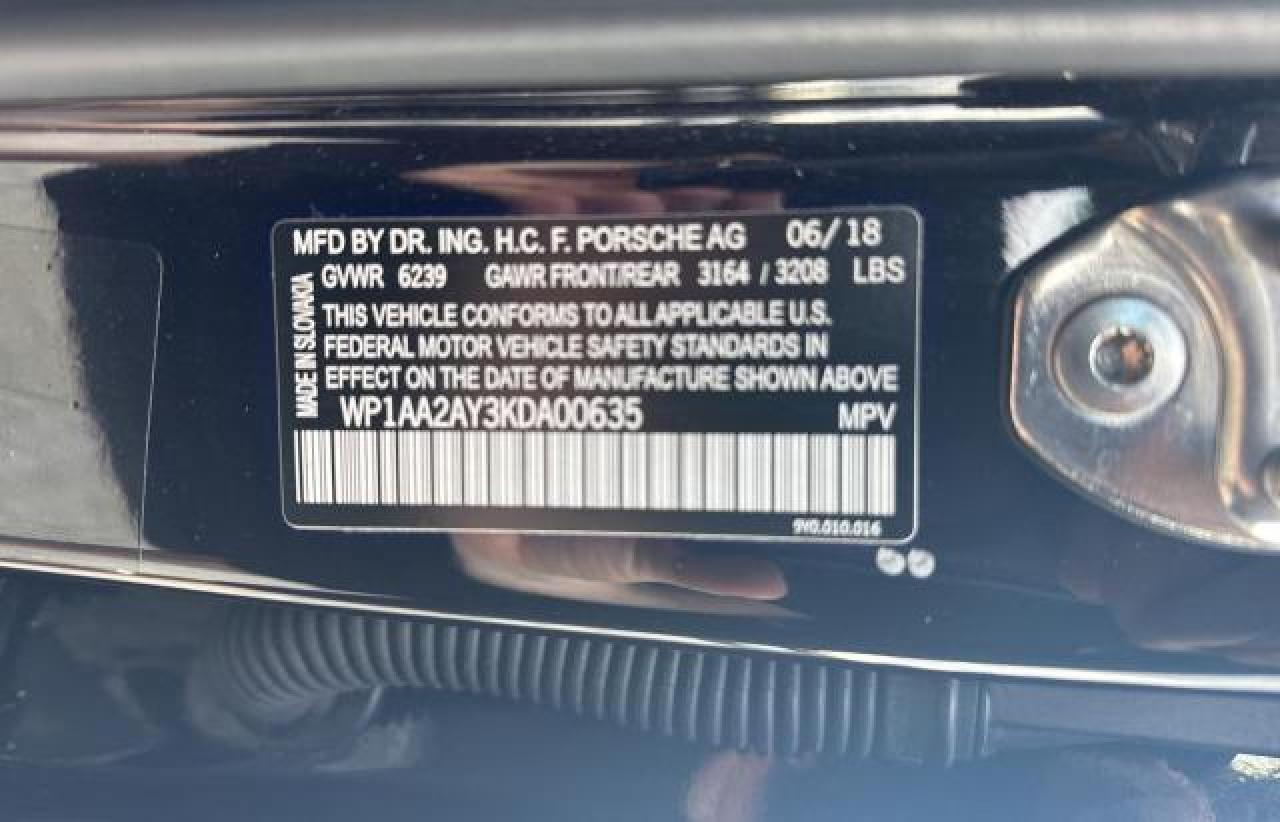 MFD BY DR. ING. H.C. F. PORSCHE AG 06/18
GVWR 6239 GAWR FRONT/REAR 3164 / 3208 LBS
MADE IN SLOVAKIA
THIS VEHICLE CONFORMS TO ALL APPLICABLE U.S.
FEDERAL MOTOR VEHICLE SAFETY STANDARDS IN
EFFECT ON THE DATE OF MANUFACTURE SHOWN ABOVE
WP1AA2AY3KDA00635 MPV
9Y0.010.016